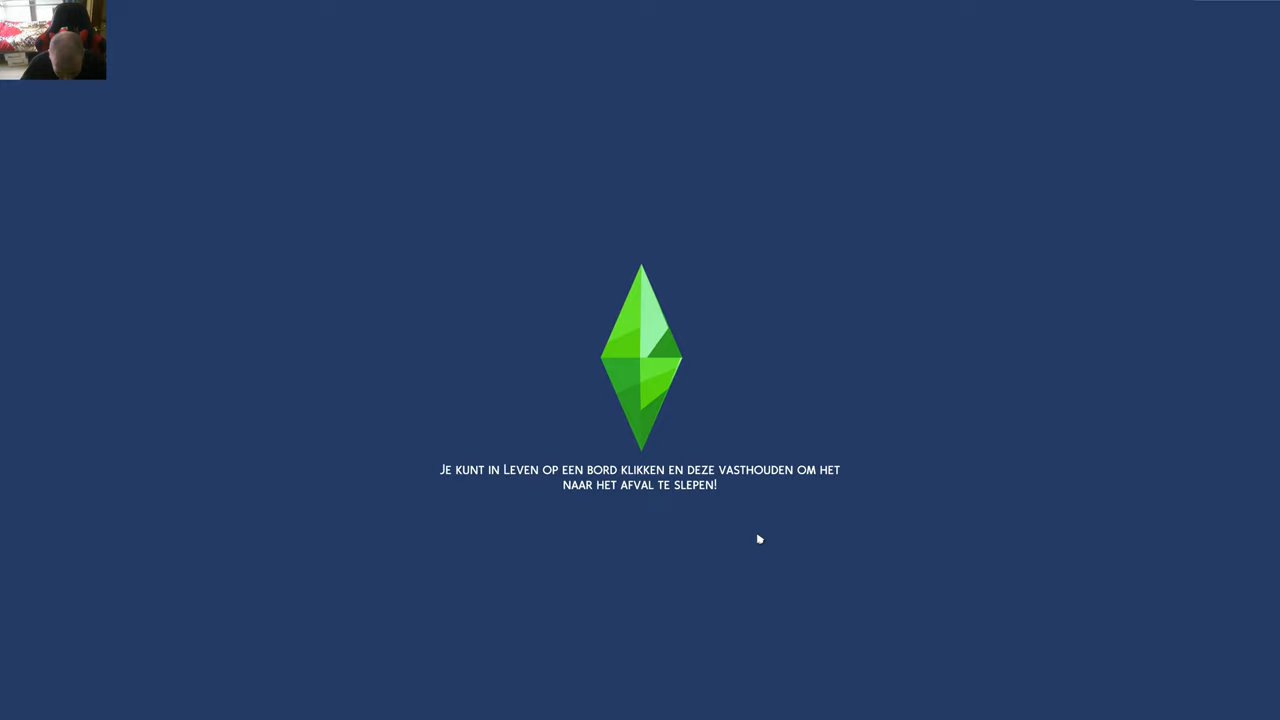 Je kunt in Leven op een bord klikken en deze vasthouden om het
naar het afval te slepen!